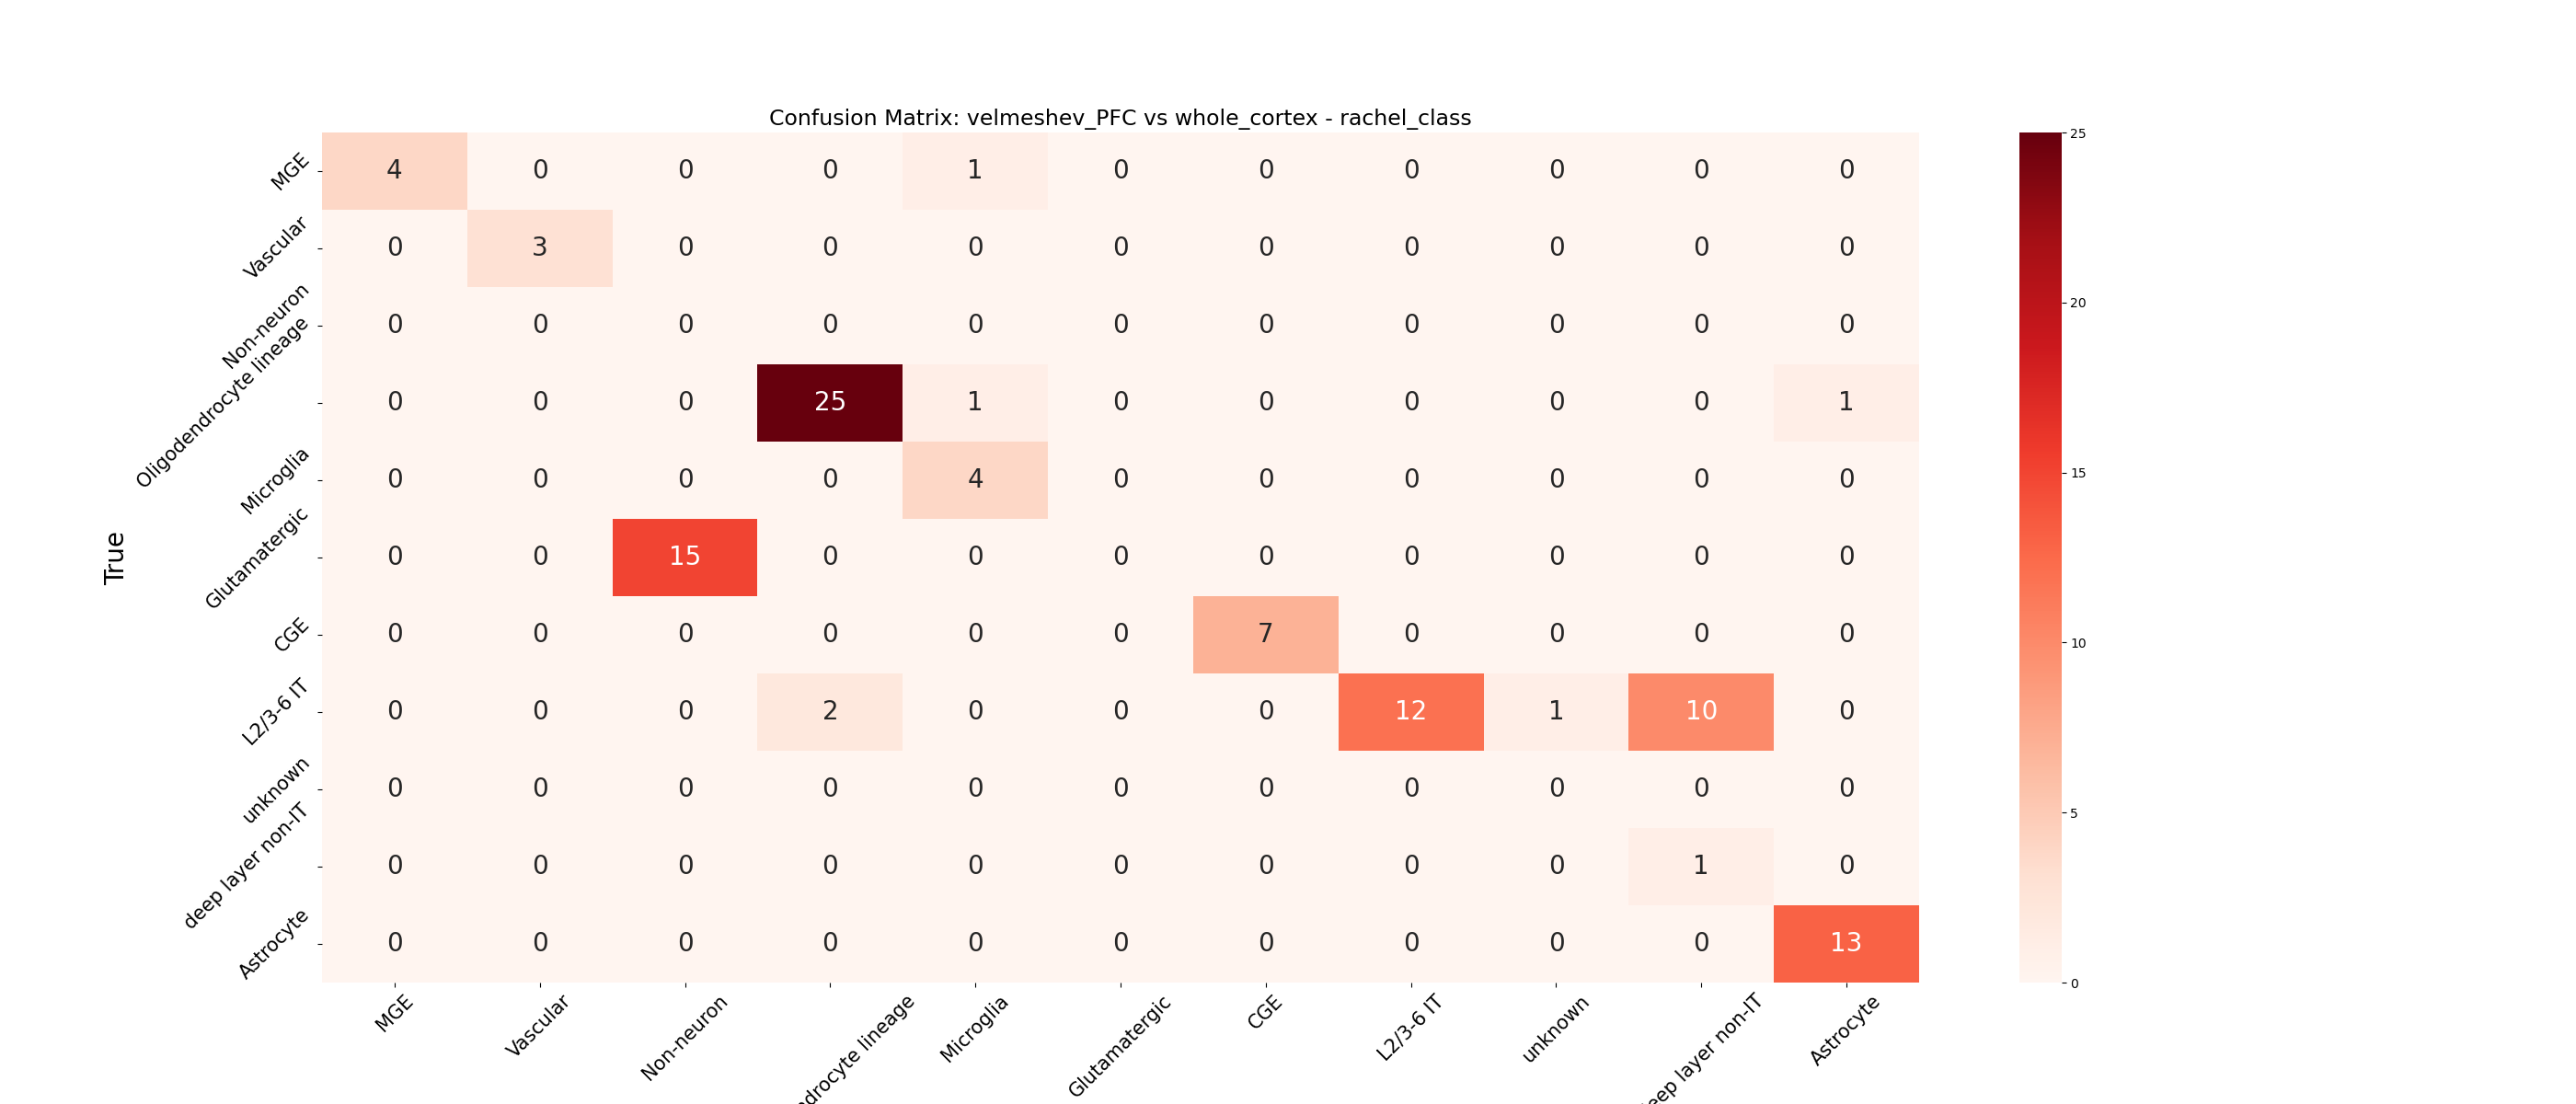 Confusion Matrix: velmeshev_PFC vs whole_cortex - rachel_class
True
MGE 4 0 0 0 1 0 0 0 0 0 0
Vascular 0 3 0 0 0 0 0 0 0 0 0
Non-neuron 0 0 0 0 0 0 0 0 0 0 0
Oligodendrocyte lineage 0 0 0 25 1 0 0 0 0 0 1
Microglia 0 0 0 0 4 0 0 0 0 0 0
Glutamatergic 0 0 15 0 0 0 0 0 0 0 0
CGE 0 0 0 0 0 0 7 0 0 0 0
L2/3-6 IT 0 0 0 2 0 0 0 12 1 10 0
unknown 0 0 0 0 0 0 0 0 0 0 0
deep layer non-IT 0 0 0 0 0 0 0 0 0 1 0
Astrocyte 0 0 0 0 0 0 0 0 0 0 13
MGE Vascular Non-neuron ndrocyte lineage Microglia Glutamatergic CGE L2/3-6 IT unknown eep layer non-IT Astrocyte
25
20
15
10
5
0